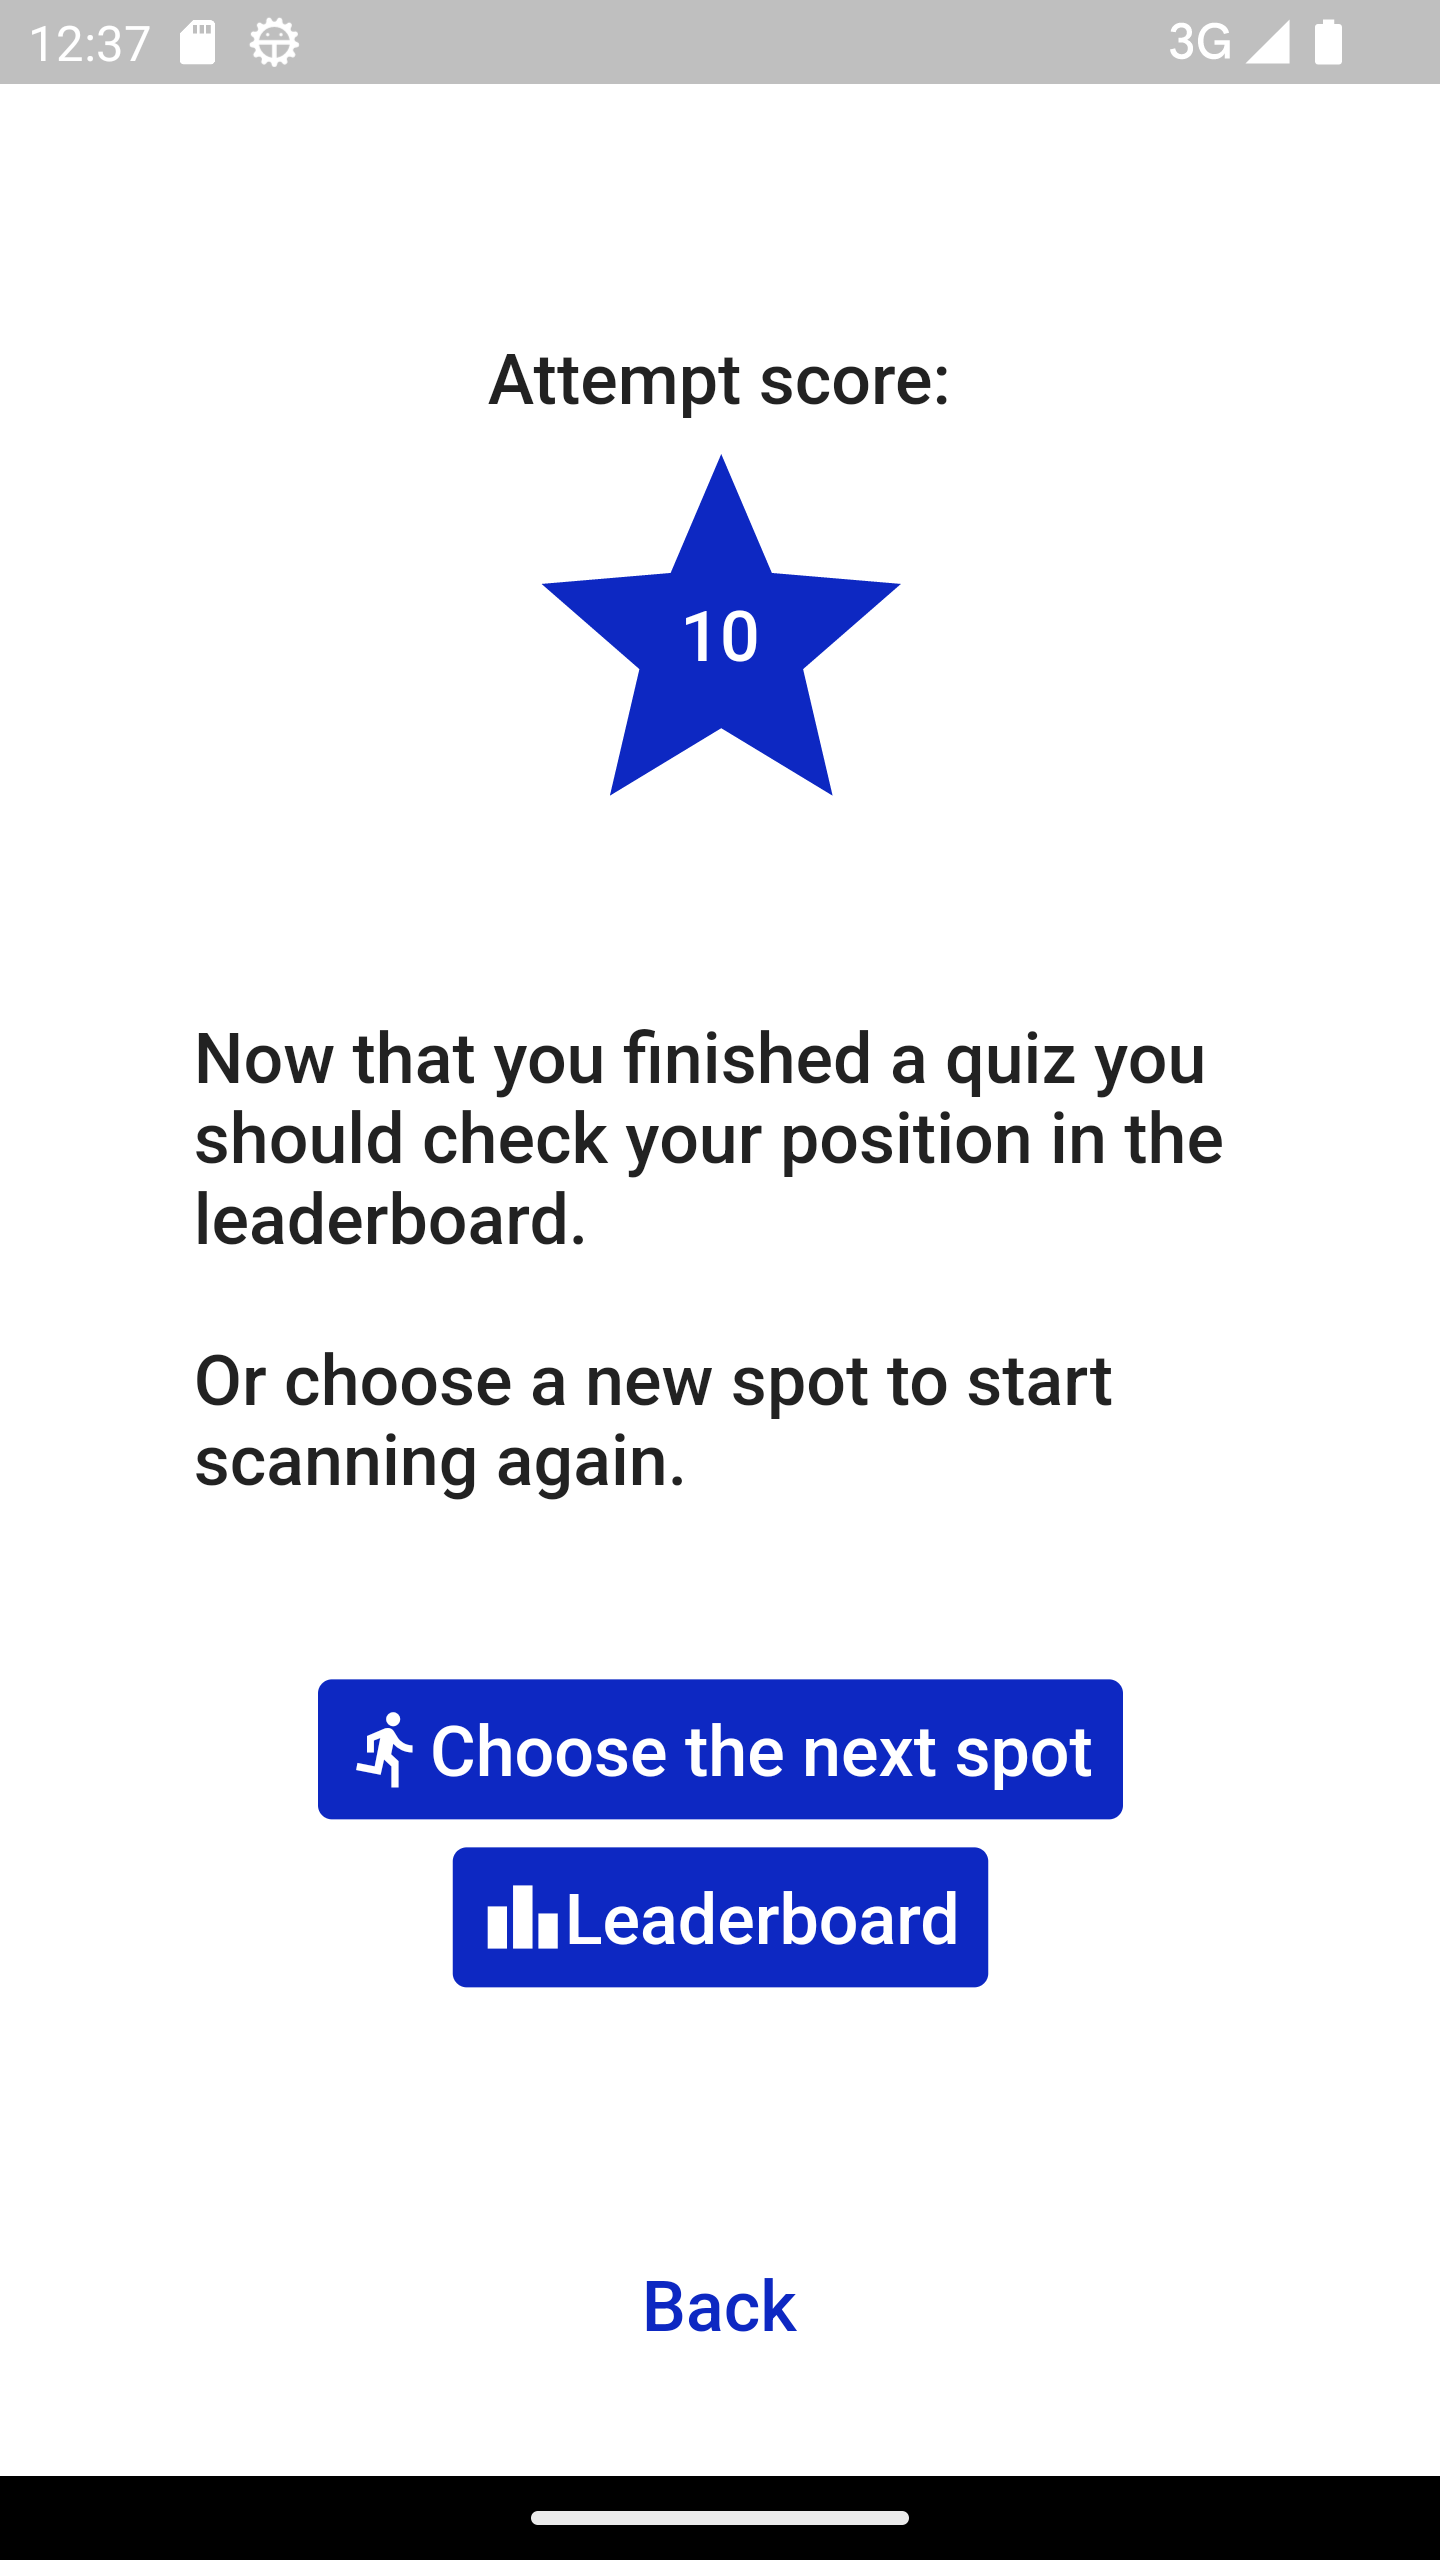 12:37 3G
Attempt score:
10
Now that you finished a quiz you
should check your position in the
leaderboard.
Or choose a new spot to start
scanning again.
Choose the next spot
Leaderboard
Back